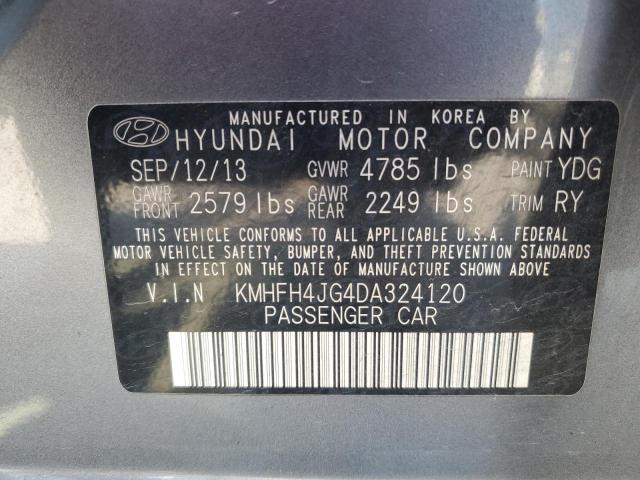 MANUFACTURED IN KOREA BY
HYUNDAI MOTOR COMPANY
SEP/12/13 GVWR 4785 lbs PAINT YDG
GAWR FRONT 2579 lbs GAWR REAR 2249 lbs TRIM RY
THIS VEHICLE CONFORMS TO ALL APPLICABLE U.S.A. FEDERAL
MOTOR VEHICLE SAFETY, BUMPER, AND THEFT PREVENTION STANDARDS
IN EFFECT ON THE DATE OF MANUFACTURE SHOWN ABOVE
V.I.N KMHFH4JG4DA324120
PASSENGER CAR